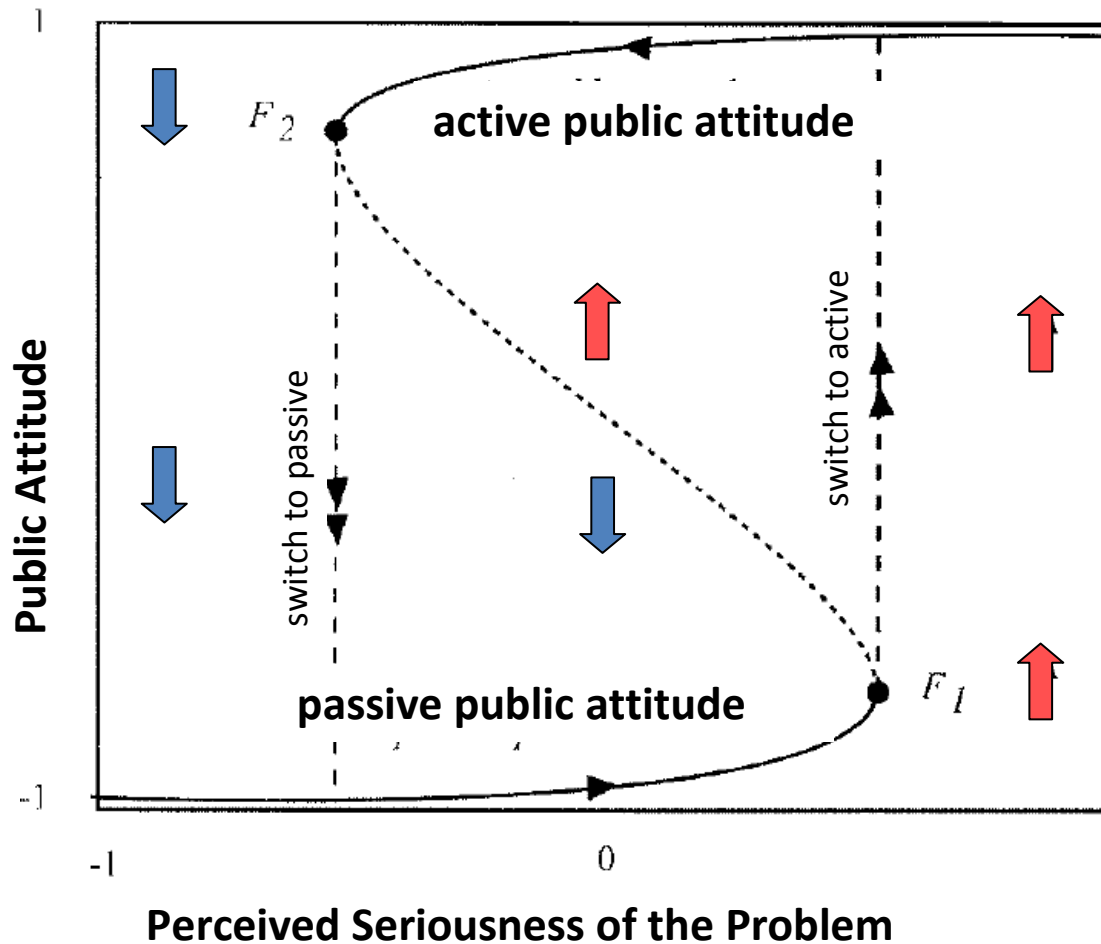 1
F2
active public attitude
Public Attitude
switch to passive
switch to active
passive public attitude
F1
-1
-1
0
Perceived Seriousness of the Problem